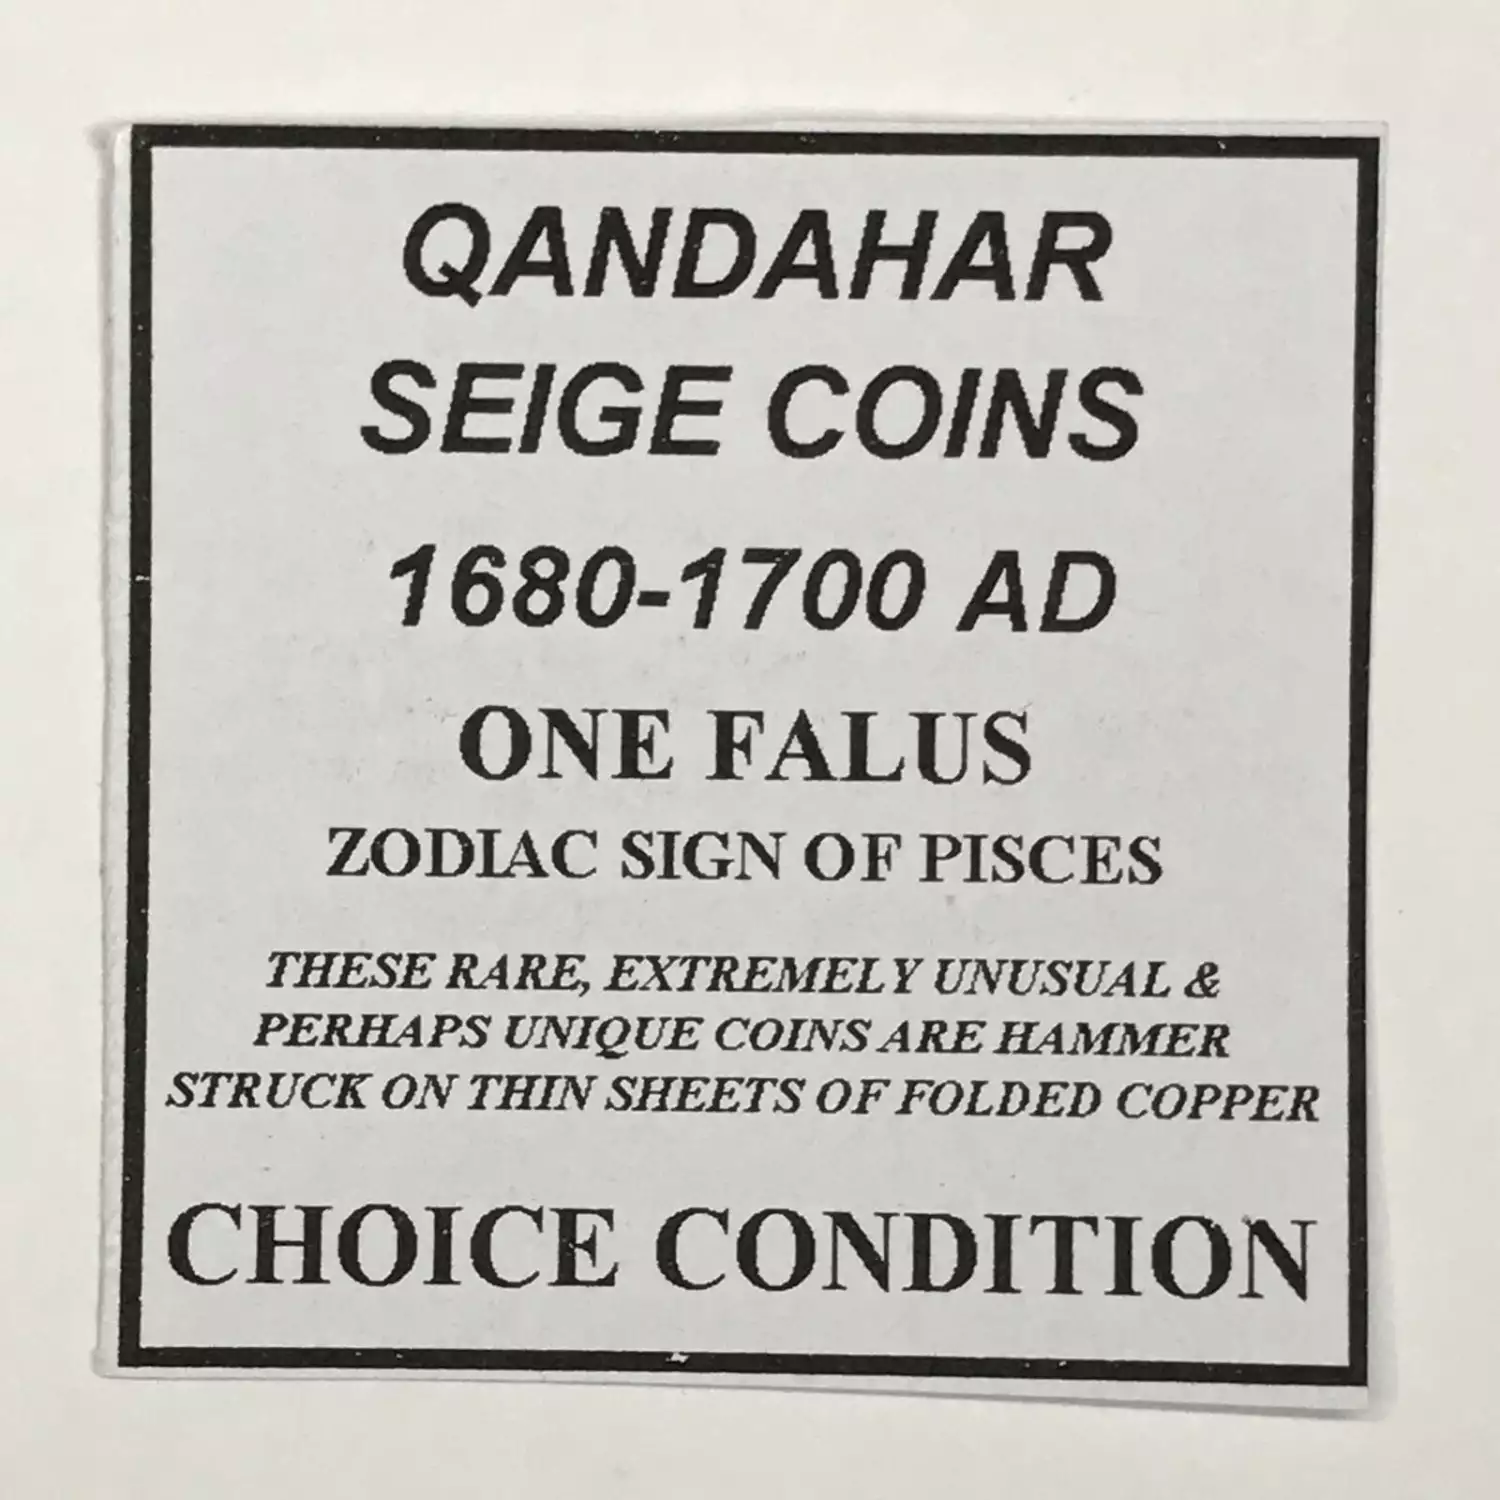 QANDAHAR
SEIGE COINS
1680-1700 AD
ONE FALUS
ZODIAC SIGN OF PISCES
THESE RARE, EXTREMELY UNUSUAL &
PERHAPS UNIQUE COINS ARE HAMMER
STRUCK ON THIN SHEETS OF FOLDED COPPER
CHOICE CONDITION